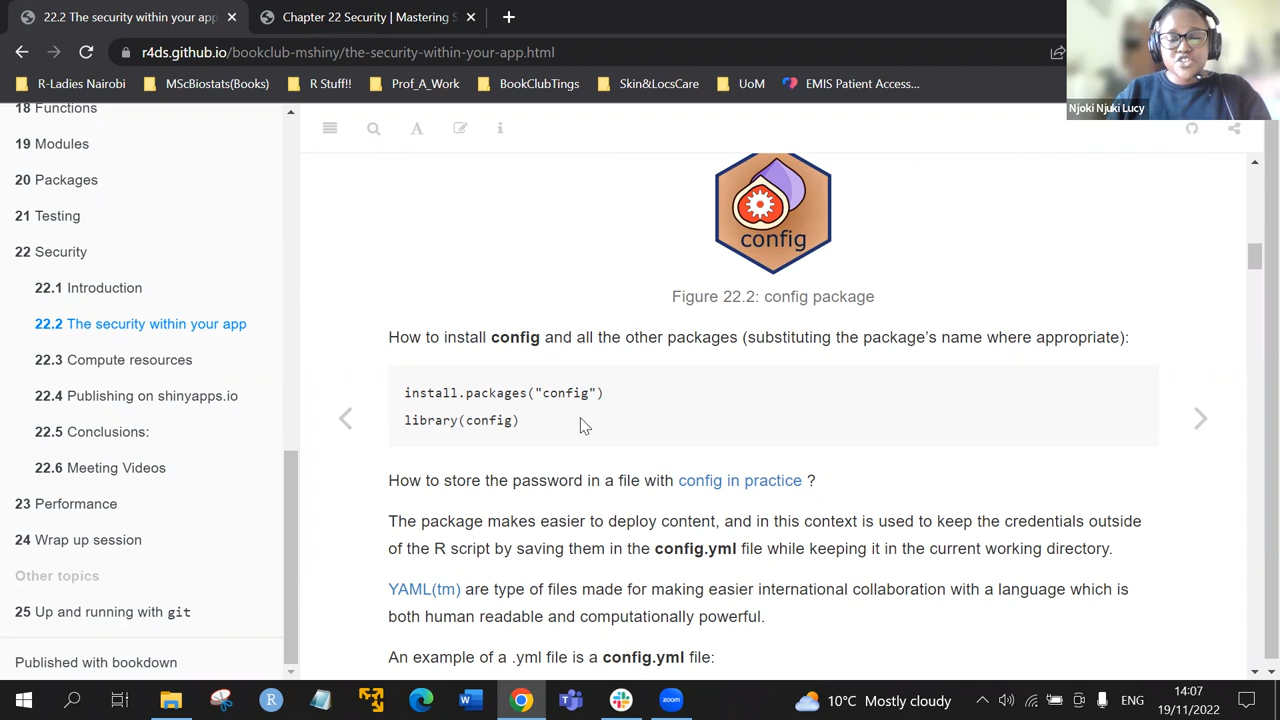 22.2 The security within your app
Chapter 22 Security | Mastering S
r4ds.github.io/bookclub-mshiny/the-security-within-your-app.html
R-Ladies Nairobi
MScBiostats(Books)
R Stuff!!
Prof_A_Work
BookClubTings
Skin&LocsCare
UoM
EMIS Patient Access...
Njoki Njuki Lucy
18 Functions
19 Modules
20 Packages
21 Testing
22 Security
22.1 Introduction
22.2 The security within your app
22.3 Compute resources
22.4 Publishing on shinyapps.io
22.5 Conclusions:
22.6 Meeting Videos
23 Performance
24 Wrap up session
Other topics
25 Up and running with git
Published with bookdown
config
Figure 22.2: config package
How to install config and all the other packages (substituting the package's name where appropriate):
install.packages("config")
library(config)
How to store the password in a file with config in practice ?
The package makes easier to deploy content, and in this context is used to keep the credentials outside
of the R script by saving them in the config.yml file while keeping it in the current working directory.
YAML(tm) are type of files made for making easier international collaboration with a language which is
both human readable and computationally powerful.
An example of a .yml file is a config.yml file:
10°C Mostly cloudy
ENG
14:07
19/11/2022